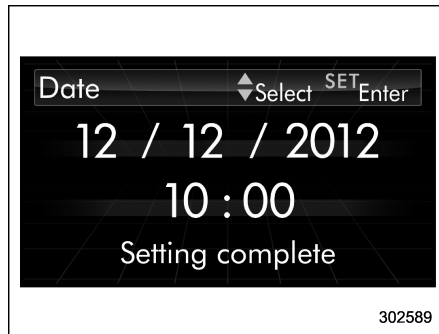 Date Select SET Enter
12 / 12 / 2012
10 : 00
Setting complete
302589